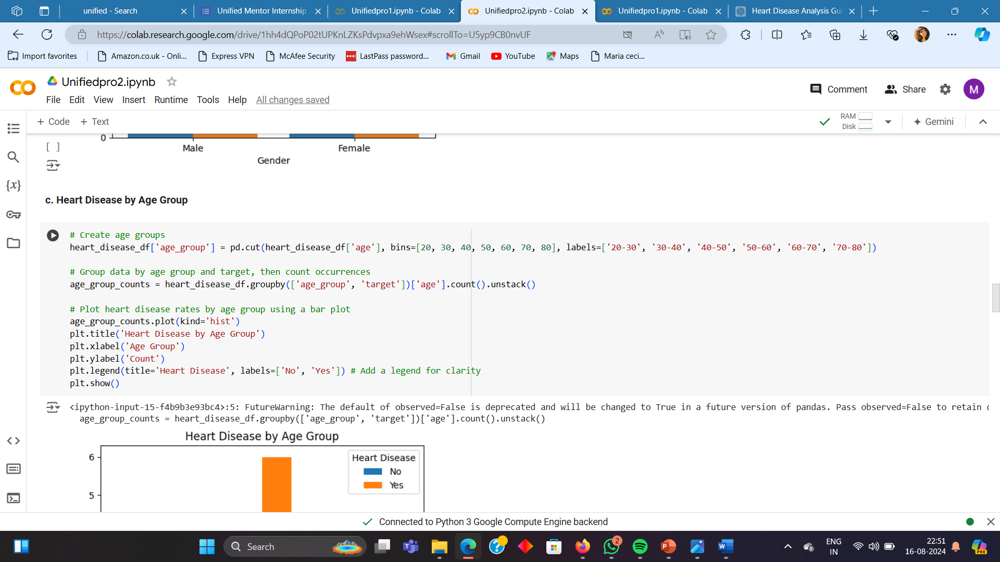 unified - Search
Unified Mentor Internship
Unifiedpro1.ipynb - Colab
Unifiedpro2.ipynb - Colab
Unifiedpro1.ipynb - Colab
Heart Disease Analysis Gui
https://colab.research.google.com/drive/1hh4dQPoP02tUPKnLZKsPdvpxa9ehWsex#scrollTo=U5yp9CB0nvUF
Import favorites
Amazon.co.uk - Onli...
Express VPN
McAfee Security
LastPass password...
Gmail
YouTube
Maps
Maria ceci...
Unifiedpro2.ipynb
File Edit View Insert Runtime Tools Help All changes saved
Comment
Share
M
+ Code + Text
RAM
Disk
Gemini
[ ]
0
Male Female
Gender
c. Heart Disease by Age Group
# Create age groups
heart_disease_df['age_group'] = pd.cut(heart_disease_df['age'], bins=[20, 30, 40, 50, 60, 70, 80], labels=['20-30', '30-40', '40-50', '50-60', '60-70', '70-80'])
# Group data by age group and target, then count occurrences
age_group_counts = heart_disease_df.groupby(['age_group', 'target'])['age'].count().unstack()
# Plot heart disease rates by age group using a bar plot
age_group_counts.plot(kind='hist')
plt.title('Heart Disease by Age Group')
plt.xlabel('Age Group')
plt.ylabel('Count')
plt.legend(title='Heart Disease', labels=['No', 'Yes']) # Add a legend for clarity
plt.show()
<ipython-input-15-f4b9b3e93bc4>:5: FutureWarning: The default of observed=False is deprecated and will be changed to True in a future version of pandas. Pass observed=False to retain
age_group_counts = heart_disease_df.groupby(['age_group', 'target'])['age'].count().unstack()
Heart Disease by Age Group
6
5
Heart Disease
No
Yes
Connected to Python 3 Google Compute Engine backend
Search
2
ENG
IN
22:51
16-08-2024
PRE